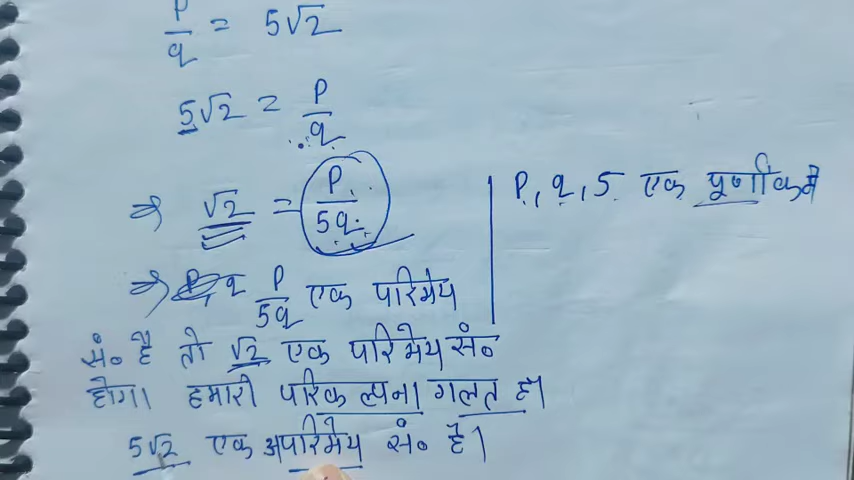 p/q = 5√2
5√2 = p/q
⇒ √2 = p/5q
p, q, 5 एक पूर्णांक है
⇒ p/5q एक परिमेय
सं० है तो √2 एक परिमेय सं०
होगा। हमारी परिकल्पना गलत है।
5√2 एक अपरिमेय सं० है।